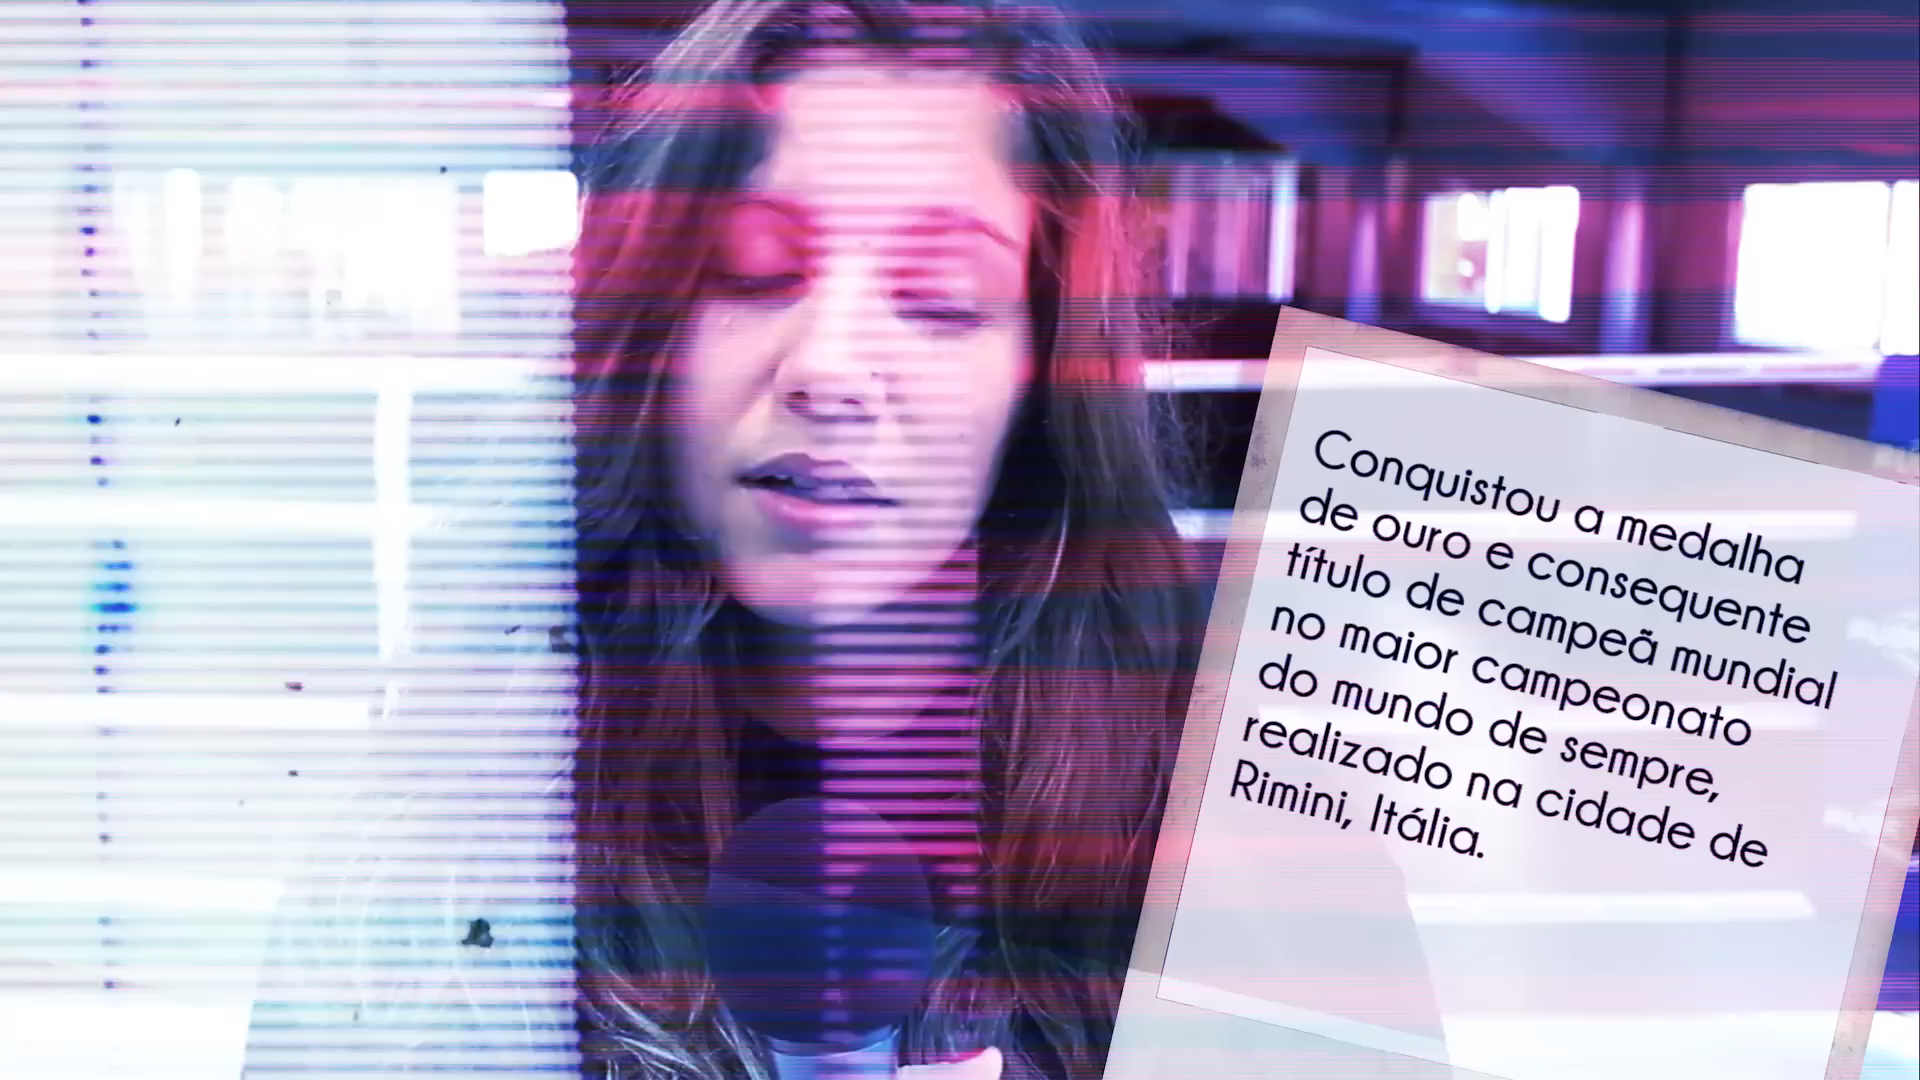 Conquistou a medalha
de ouro e consequente
título de campeã mundial
no maior campeonato
do mundo de sempre,
realizado na cidade de
Rimini, Itália.